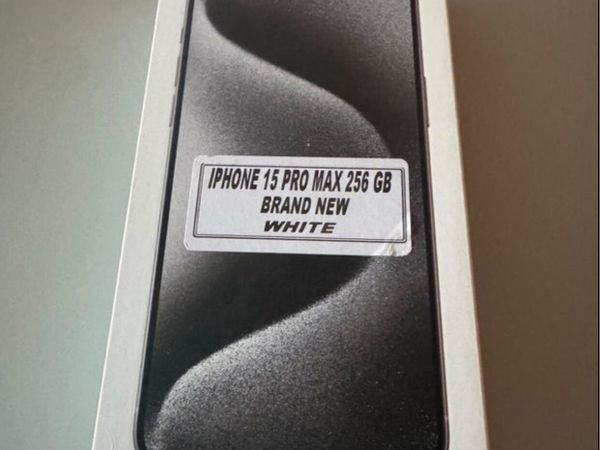 IPHONE 15 PRO MAX 256 GB
BRAND NEW
WHITE